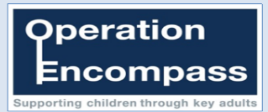 Operation
Encompass
Supporting children through key adults